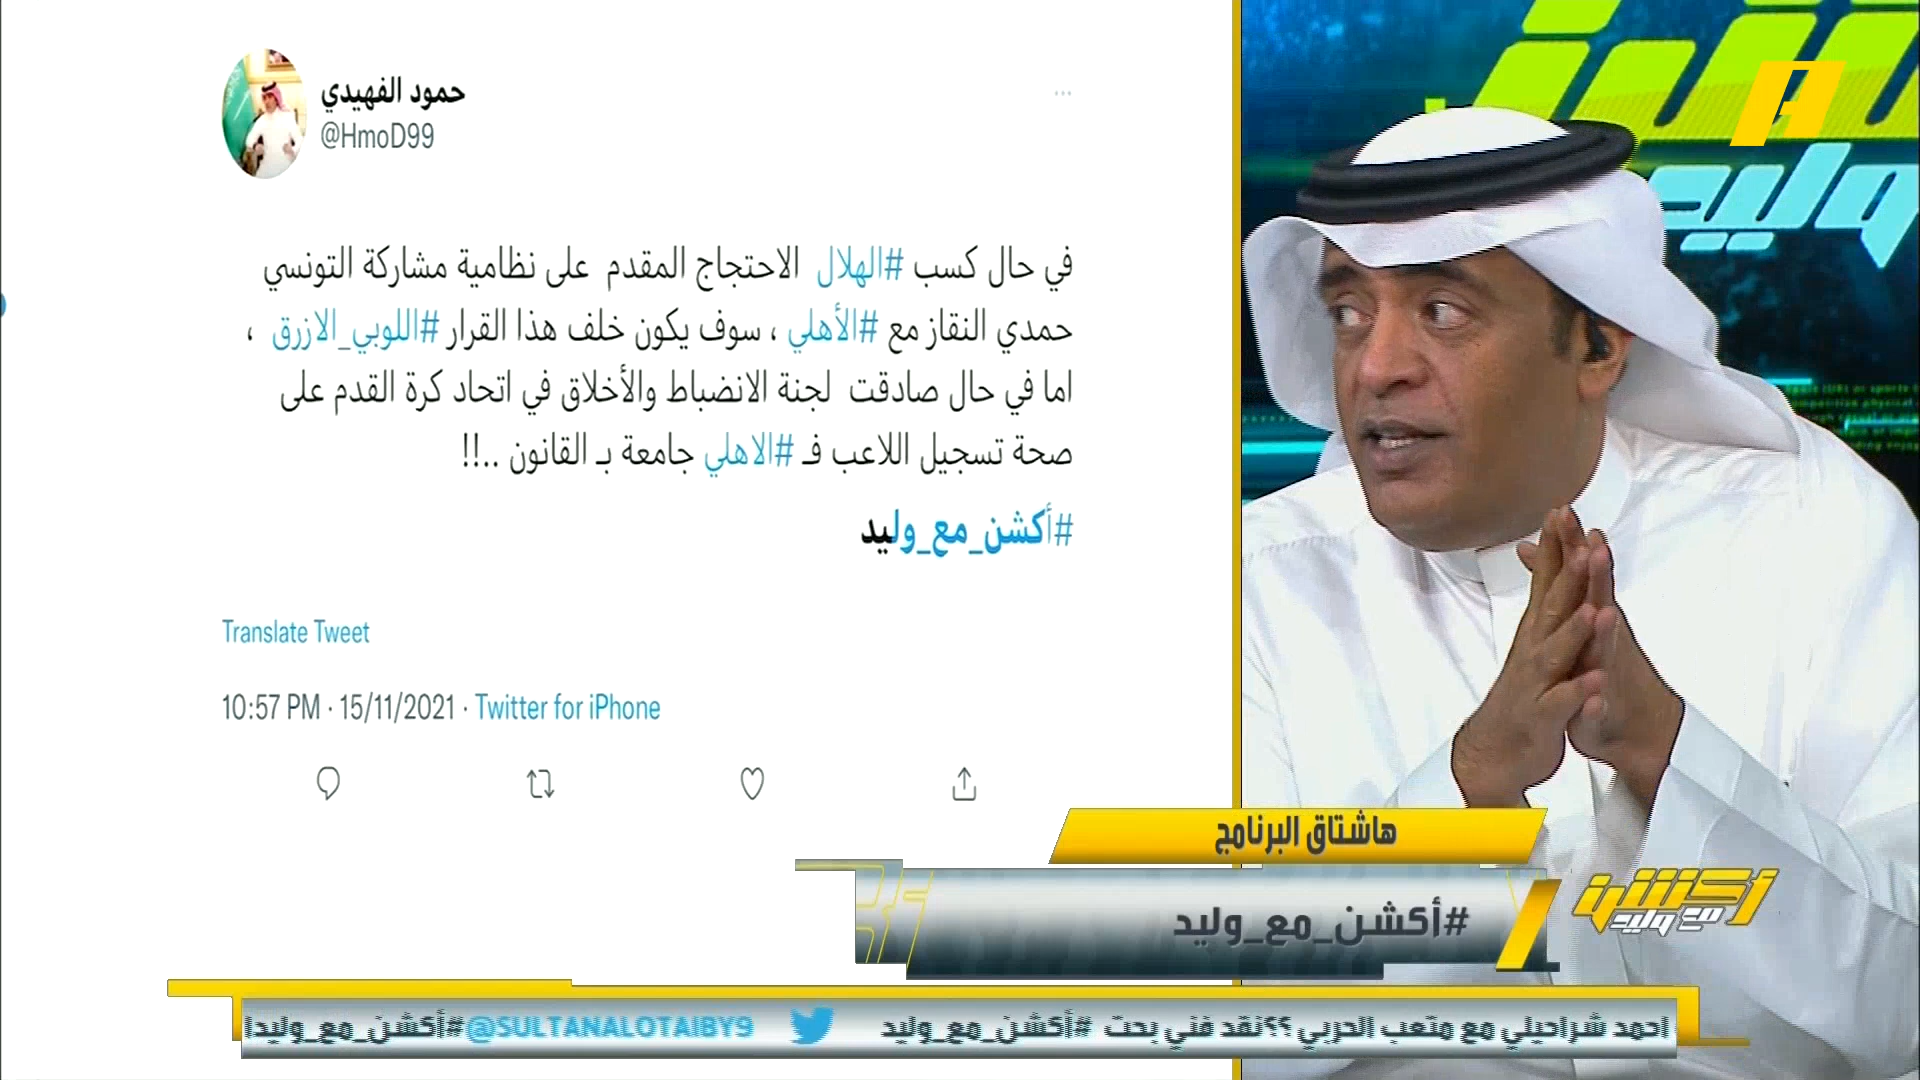 حمود الفهيدي
@HmoD99
في حال كسب #الهلال الاحتجاج المقدم على نظامية مشاركة التونسي
حمدي النقاز مع #الأهلي ، سوف يكون خلف هذا القرار #اللوبي_الازرق ،
اما في حال صادقت لجنة الانضباط والأخلاق في اتحاد كرة القدم على
صحة تسجيل اللاعب فـ #الاهلي جامعة بـ القانون ..!!
#أكشن_مع_وليد
Translate Tweet
10:57 PM · 15/11/2021 · Twitter for iPhone
وليد
هاشتاق البرنامج
#أكشن_مع_وليد
أكشن مع وليد
احمد شراحيلي مع متعب الحربي ؟؟نقد فني بحت #أكشن_مع_وليد
@SULTANALOTAIBY9 #أكشن_مع_وليدا